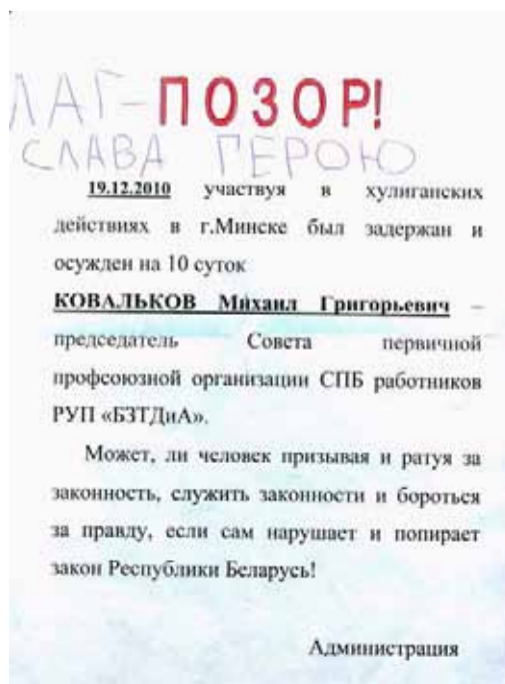 ЛАГ-ПОЗОР!
СЛАВА ГЕРОЮ
19.12.2010 участвуя в хулиганских
действиях в г.Минске был задержан и
осужден на 10 суток
КОВАЛЬКОВ Михаил Григорьевич –
председатель Совета первичной
профсоюзной организации СПБ работников
РУП «БЗТДиА».
Может, ли человек призывая и ратуя за
законность, служить законности и бороться
за правду, если сам нарушает и попирает
закон Республики Беларусь!
Администрация